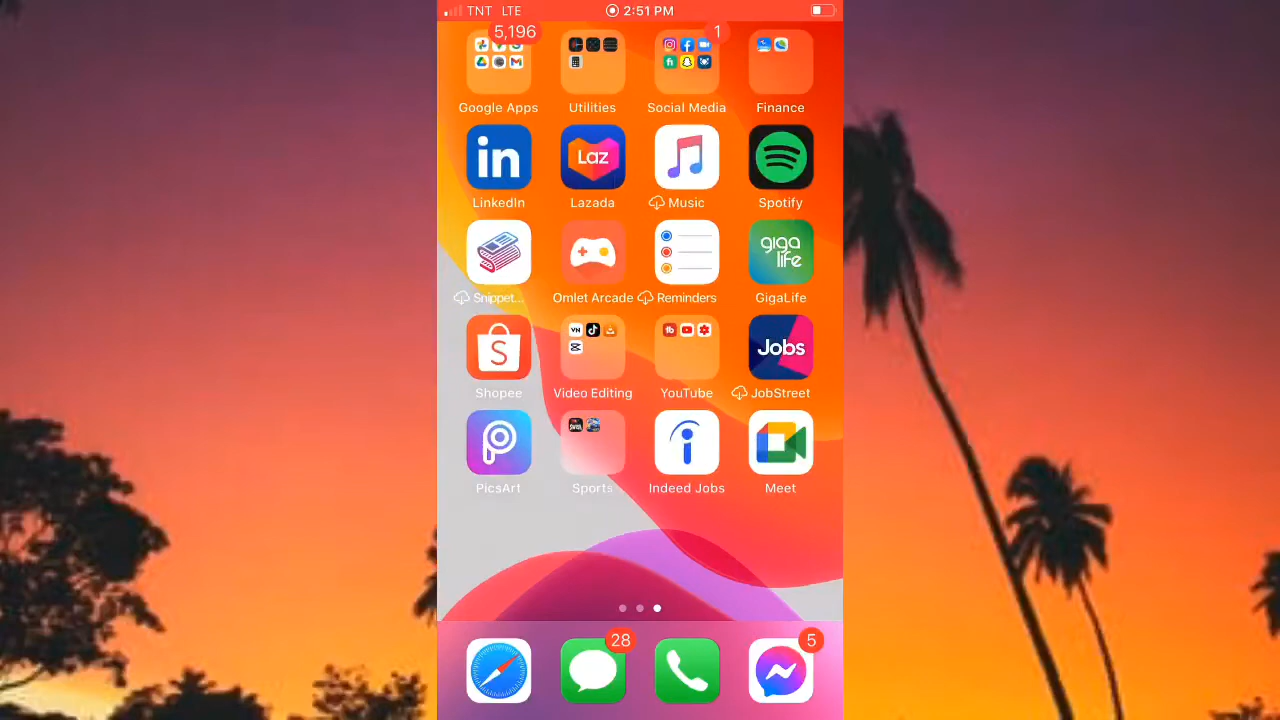 TNT LTE 2:51 PM
5,196 1
Google Apps Utilities Social Media Finance
in Laz
LinkedIn Lazada Music Spotify
giga
life
Snippet... Omlet Arcade Reminders GigaLife
VN
S Jobs
Shopee Video Editing YouTube JobStreet
PicsArt Sports Indeed Jobs Meet
28 5